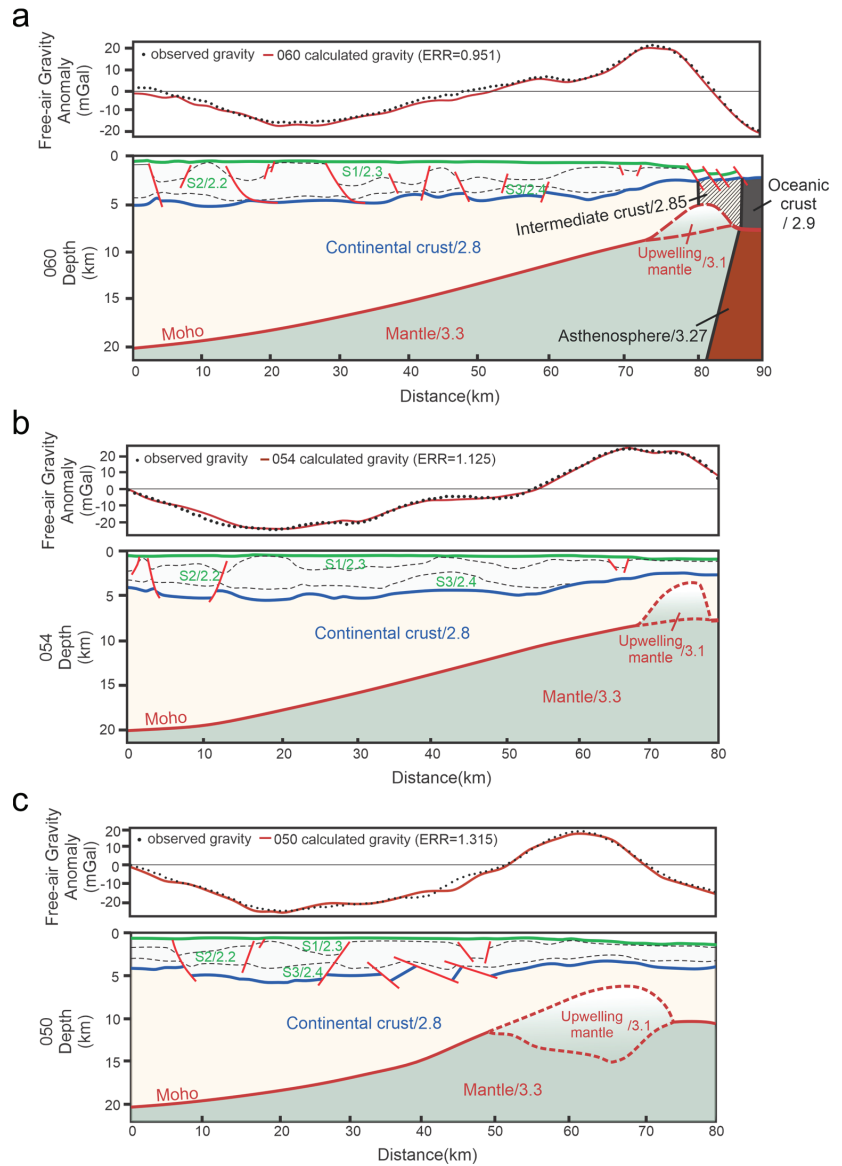 a
Free-air Gravity
Anomaly
(mGal)
20
10
0
-10
-20
observed gravity
060 calculated gravity (ERR=0.951)
0
5
10
15
20
060
Depth
(km)
S2/2.2
S1/2.3
S3/2.4
Oceanic
crust
/ 2.9
Intermediate crust/2.85
Continental crust/2.8
Upwelling
mantle
/3.1
Moho
Mantle/3.3
Asthenosphere/3.27
0 10 20 30 40 50 60 70 80 90
Distance(km)
b
Free-air Gravity
Anomaly
(mGal)
20
10
0
-10
-20
observed gravity
054 calculated gravity (ERR=1.125)
0
5
10
15
20
054
Depth
(km)
S2/2.2
S1/2.3
S3/2.4
Continental crust/2.8
Upwelling
mantle
/3.1
Moho
Mantle/3.3
0 10 20 30 40 50 60 70 80
Distance(km)
c
Free-air Gravity
Anomaly
(mGal)
20
10
0
-10
-20
observed gravity
050 calculated gravity (ERR=1.315)
0
5
10
15
20
050
Depth
(km)
S2/2.2
S1/2.3
S3/2.4
Continental crust/2.8
Upwelling
mantle
/3.1
Moho
Mantle/3.3
0 10 20 30 40 50 60 70 80
Distance(km)